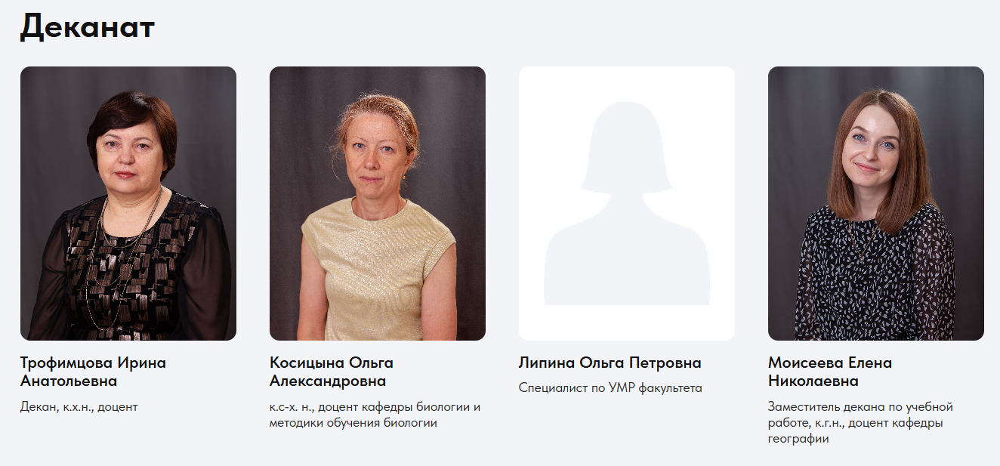 Деканат
Трофимцова Ирина
Анатольевна
Декан, к.х.н., доцент
Косицына Ольга
Александровна
к.с-х. н., доцент кафедры биологии и
методики обучения биологии
Липина Ольга Петровна
Специалист по УМР факультета
Моисеева Елена
Николаевна
Заместитель декана по учебной
работе, к.г.н., доцент кафедры
географии